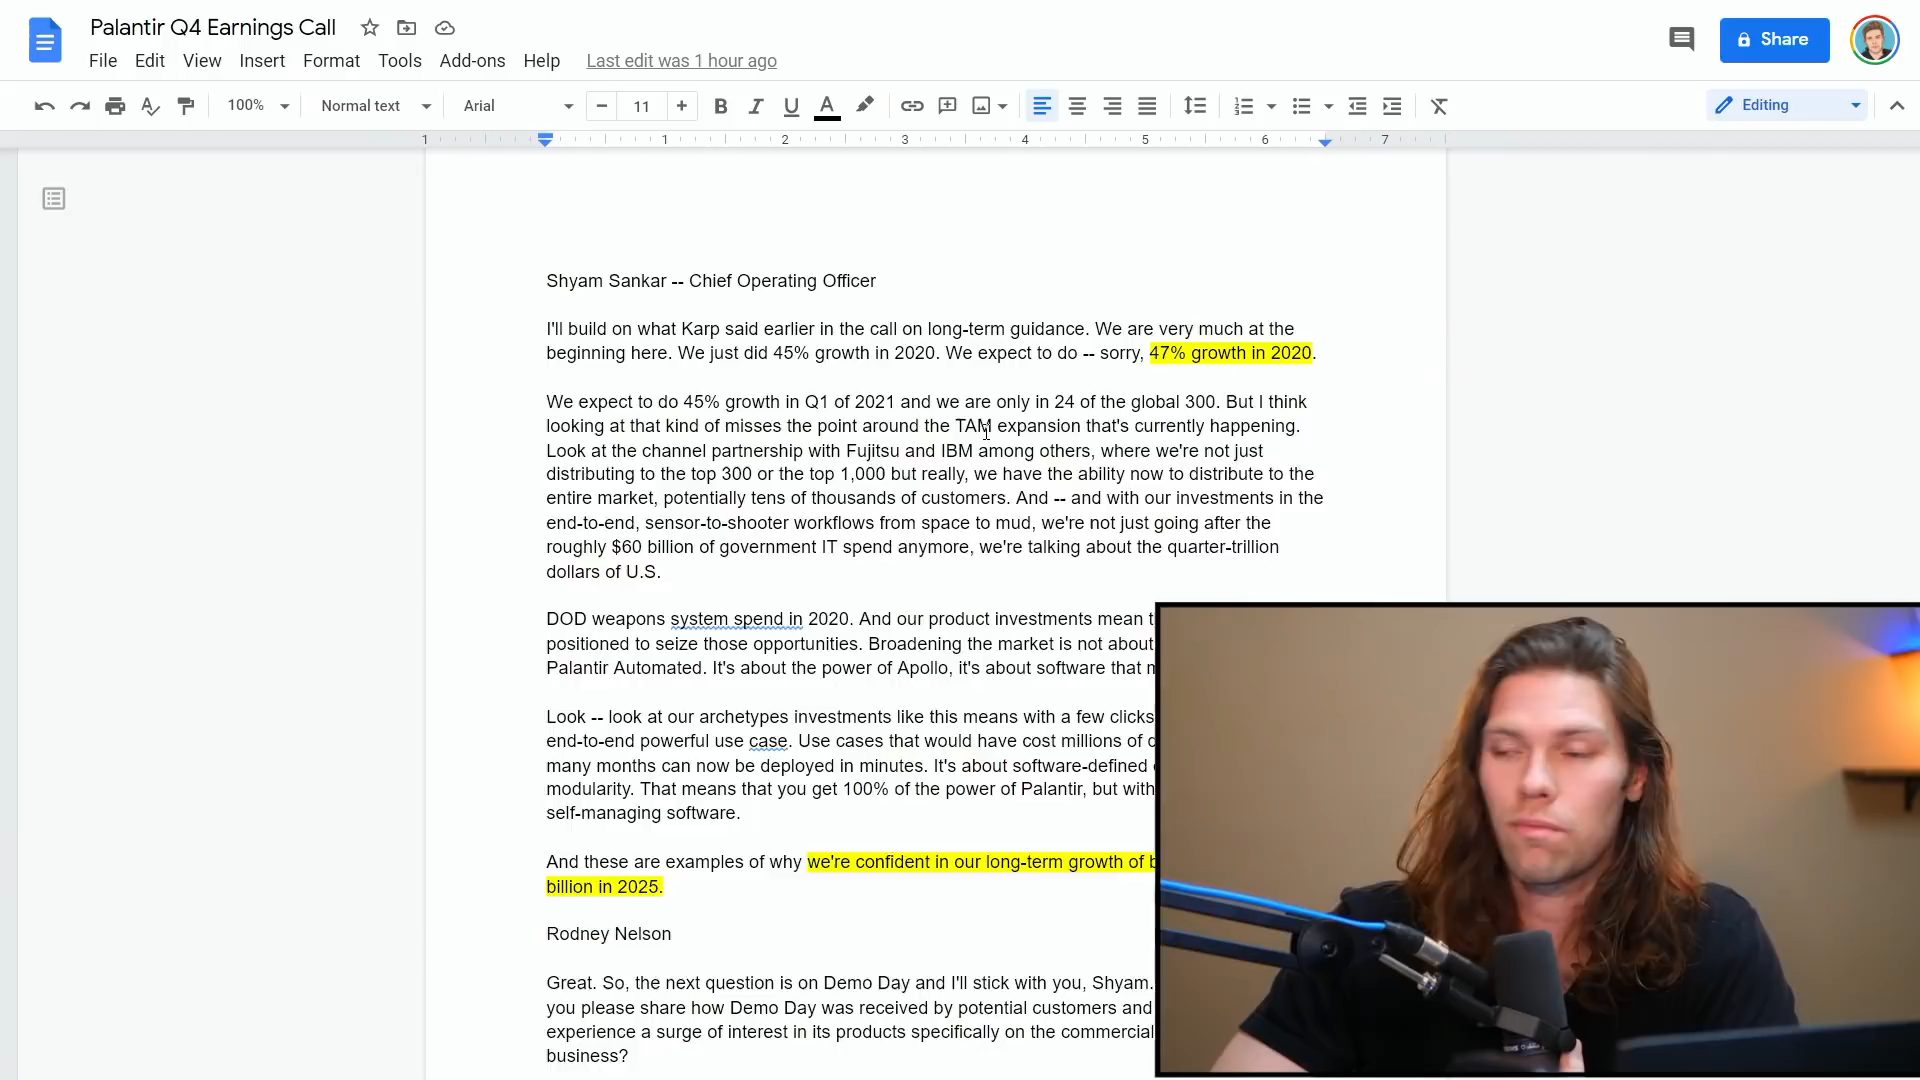 Palantir Q4 Earnings Call
Share
File Edit View Insert Format Tools Add-ons Help Last edit was 1 hour ago
100% Normal text Arial 11 Editing
1 1 2 3 4 5 6 7
Shyam Sankar -- Chief Operating Officer
I'll build on what Karp said earlier in the call on long-term guidance. We are very much at the
beginning here. We just did 45% growth in 2020. We expect to do -- sorry, 47% growth in 2020.
We expect to do 45% growth in Q1 of 2021 and we are only in 24 of the global 300. But I think
looking at that kind of misses the point around the TAM expansion that's currently happening.
Look at the channel partnership with Fujitsu and IBM among others, where we're not just
distributing to the top 300 or the top 1,000 but really, we have the ability now to distribute to the
entire market, potentially tens of thousands of customers. And -- and with our investments in the
end-to-end, sensor-to-shooter workflows from space to mud, we're not just going after the
roughly $60 billion of government IT spend anymore, we're talking about the quarter-trillion
dollars of U.S.
DOD weapons system spend in 2020. And our product investments mean
positioned to seize those opportunities. Broadening the market is not about
Palantir Automated. It's about the power of Apollo, it's about software that
Look -- look at our archetypes investments like this means with a few clicks
end-to-end powerful use case. Use cases that would have cost millions of
many months can now be deployed in minutes. It's about software-defined
modularity. That means that you get 100% of the power of Palantir, but with
self-managing software.
And these are examples of why we're confident in our long-term growth of
billion in 2025.
Rodney Nelson
Great. So, the next question is on Demo Day and I'll stick with you, Shyam.
you please share how Demo Day was received by potential customers and
experience a surge of interest in its products specifically on the commercial
business?